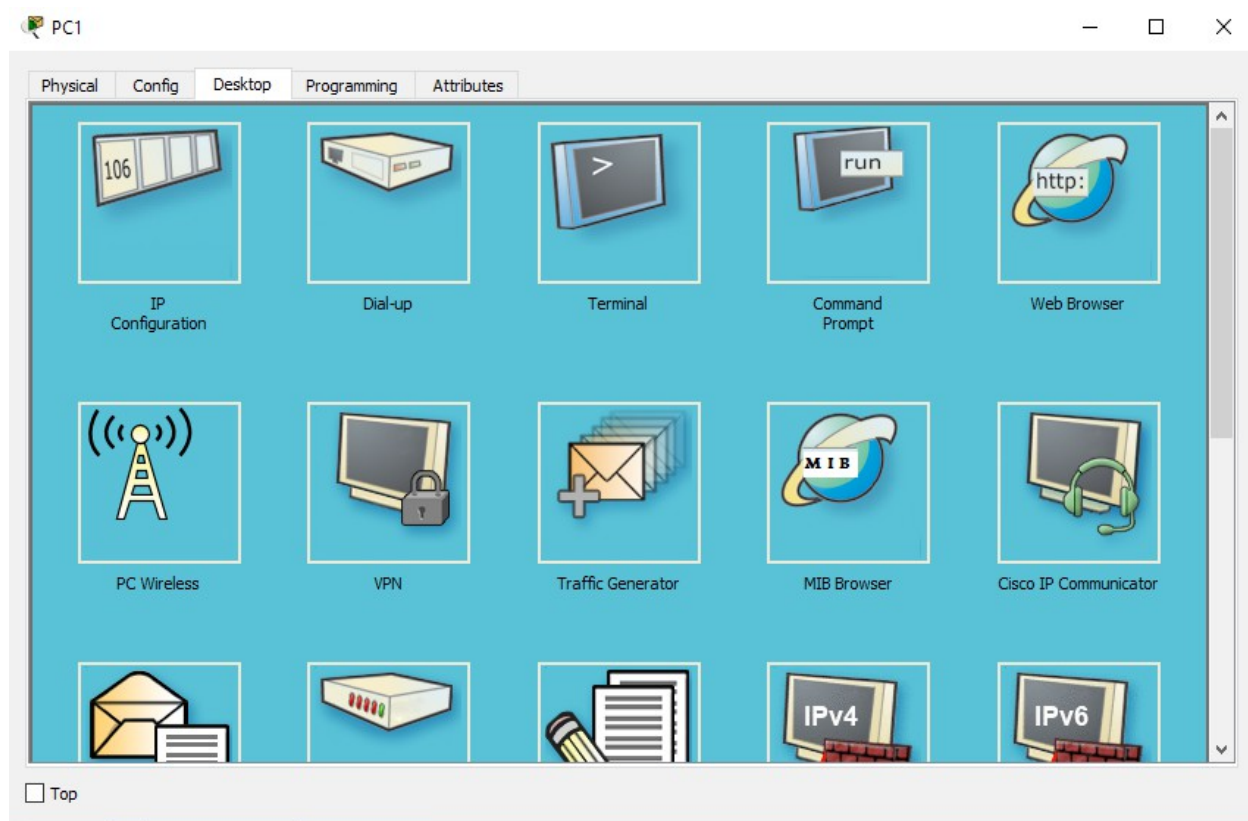 PC1
Physical Config Desktop Programming Attributes
106
>
run
http:
IP
Configuration
Dial-up
Terminal
Command
Prompt
Web Browser
MIB
PC Wireless
VPN
Traffic Generator
MIB Browser
Cisco IP Communicator
IPv4
IPv6
Top